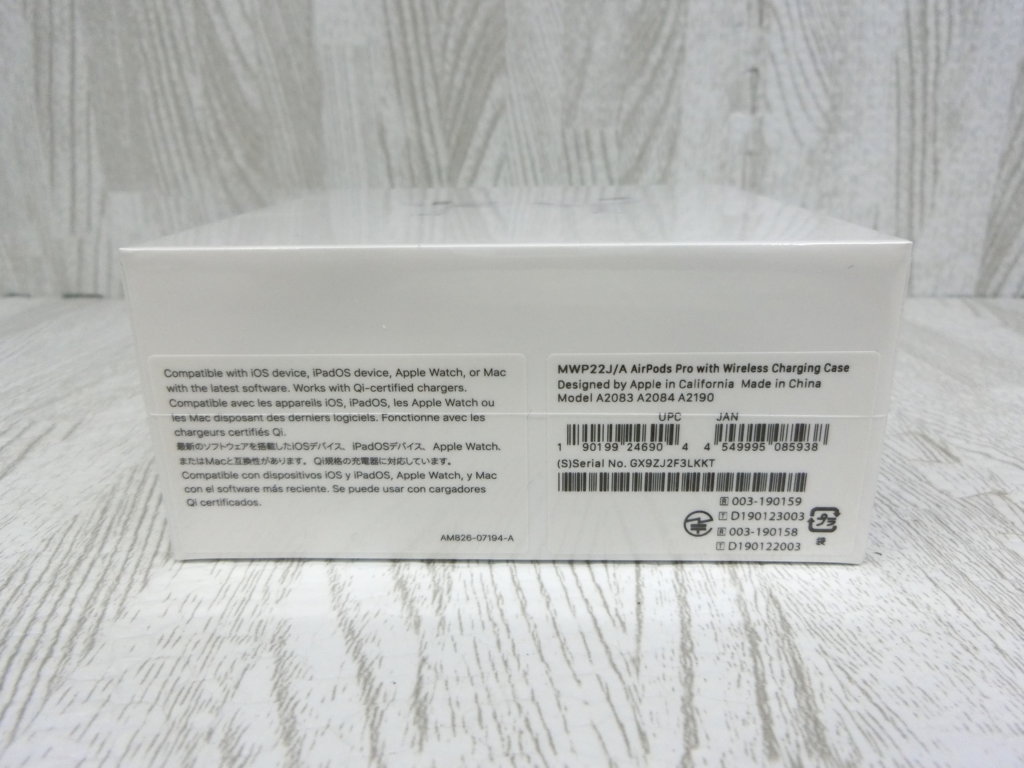 Compatible with iOS device, iPadOS device, Apple Watch, or Mac
with the latest software. Works with Qi-certified chargers.
Compatible avec les appareils iOS, iPadOS, les Apple Watch ou
les Mac disposant des derniers logiciels. Fonctionne avec les
chargeurs certifiés Qi.
最新のソフトウェアを搭載したiOSデバイス、iPadOSデバイス、Apple Watch、
またはMacと互換性があります。Qi規格の充電器に対応しています。
Compatible con dispositivos iOS y iPadOS, Apple Watch, y Mac
con el software más reciente. Se puede usar con cargadores
Qi certificados.
AM826-07194-A
MWP22J/A AirPods Pro with Wireless Charging Case
Designed by Apple in California Made in China
Model A2083 A2084 A2190
UPC JAN
1 90199 24690 4 4 549995 085938
(S)Serial No. GX9ZJ2F3LKKT
R 003-190159
T D190123003
R 003-190158
T D190122003
プラ
袋